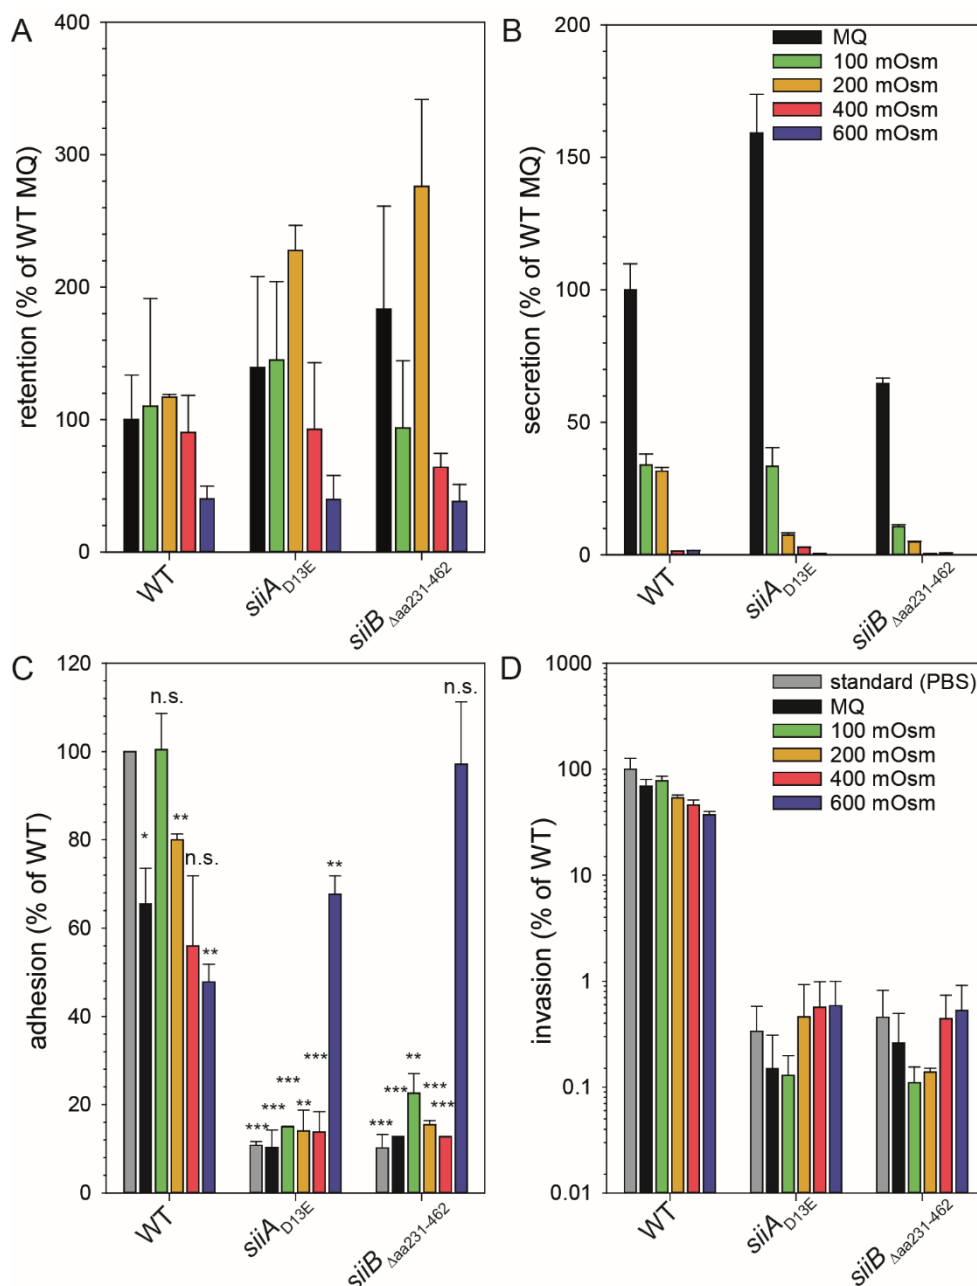 A
retention (% of WT MQ)
400
300
200
100
0
WT
siiA D13E
siiB Δaa231-462
B
secretion (% of WT MQ)
200
150
100
50
0
MQ
100 mOsm
200 mOsm
400 mOsm
600 mOsm
WT
siiA D13E
siiB Δaa231-462
C
adhesion (% of WT)
120
100
80
60
40
20
0
*
n.s.
**
n.s.
**
***
***
***
**
***
**
***
***
**
***
***
n.s.
WT
siiA D13E
siiB Δaa231-462
D
invasion (% of WT)
1000
100
10
1
0.1
0.01
standard (PBS)
MQ
100 mOsm
200 mOsm
400 mOsm
600 mOsm
WT
siiA D13E
siiB Δaa231-462